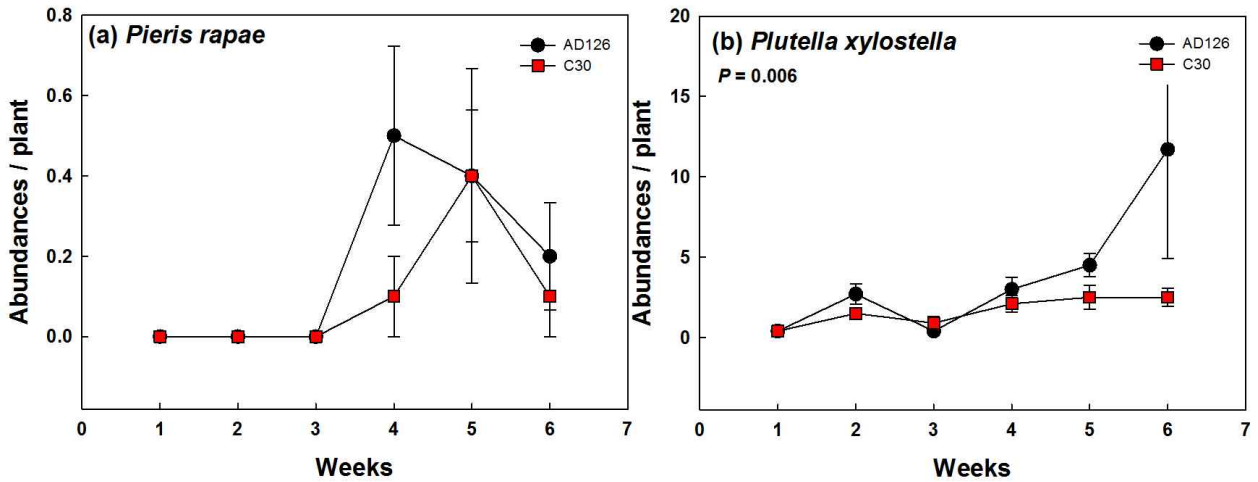 (a) Pieris rapae
AD126
C30
0.8
0.6
0.4
0.2
0.0
Abundances / plant
0 1 2 3 4 5 6 7
Weeks
(b) Plutella xylostella
P = 0.006
AD126
C30
20
15
10
5
0
Abundances / plant
0 1 2 3 4 5 6 7
Weeks